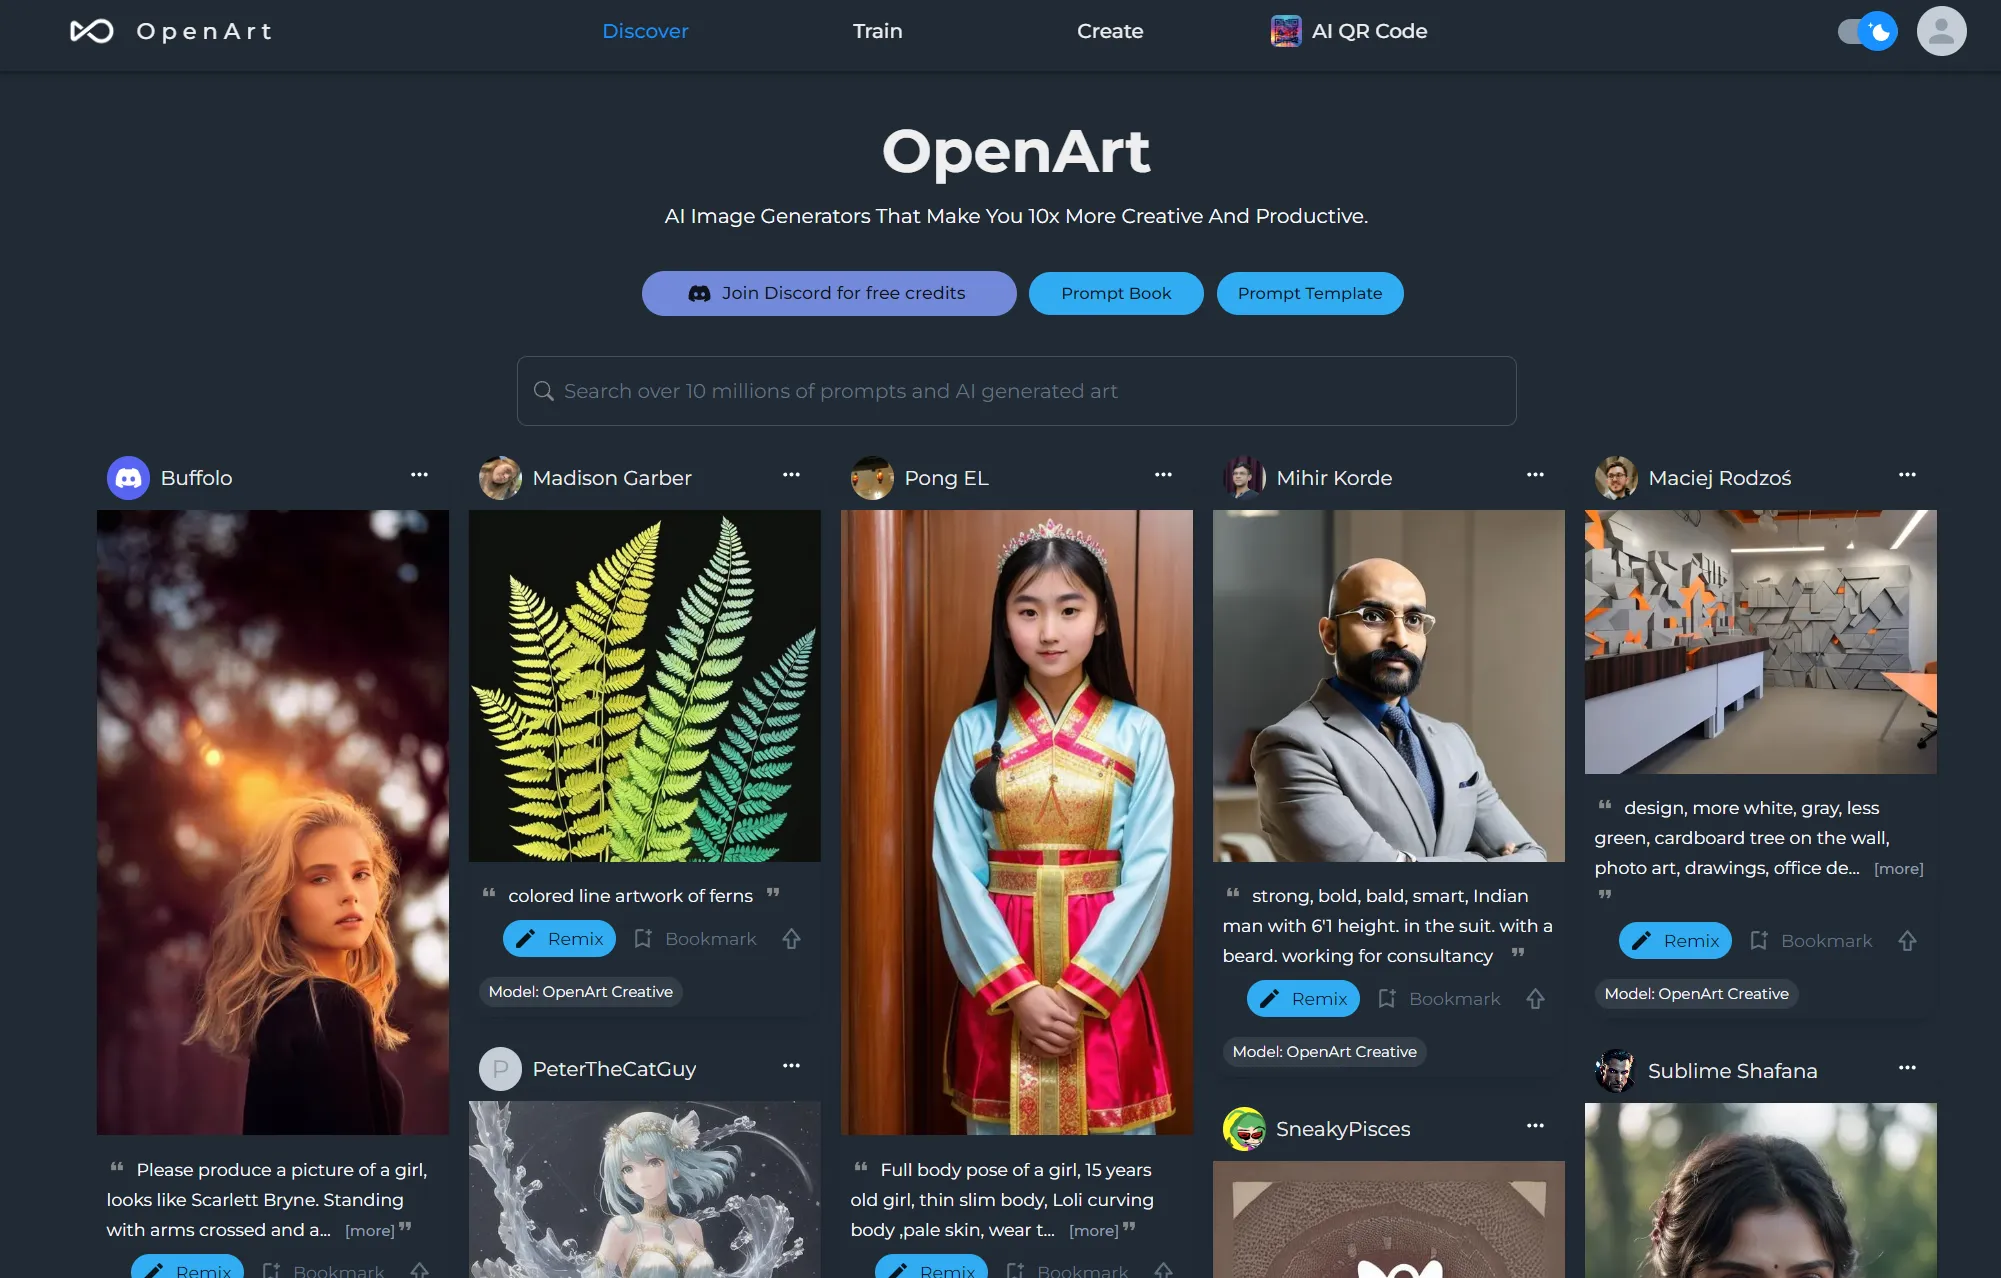 OpenArt
Discover
Train
Create
AI QR Code
OpenArt
AI Image Generators That Make You 10x More Creative And Productive.
Join Discord for free credits
Prompt Book
Prompt Template
Search over 10 millions of prompts and AI generated art
Buffolo
“ Please produce a picture of a girl,
looks like Scarlett Bryne. Standing
with arms crossed and a... [more] ”
Remix
Bookmark
Madison Garber
“ colored line artwork of ferns ”
Remix
Bookmark
Model: OpenArt Creative
P
PeterTheCatGuy
Pong EL
“ Full body pose of a girl, 15 years
old girl, thin slim body, Loli curving
body ,pale skin, wear t... [more] ”
Remix
Bookmark
Mihir Korde
“ strong, bold, bald, smart, Indian
man with 6'1 height. in the suit. with a
beard. working for consultancy ”
Remix
Bookmark
Model: OpenArt Creative
SneakyPisces
Maciej Rodzoś
“ design, more white, gray, less
green, cardboard tree on the wall,
photo art, drawings, office de... [more]
”
Remix
Bookmark
Model: OpenArt Creative
Sublime Shafana